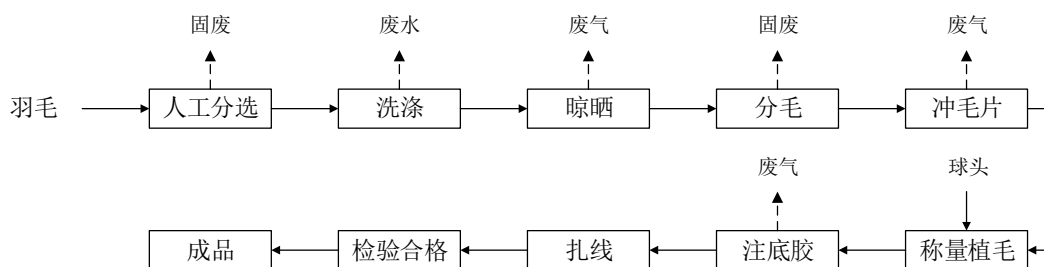 固废 废水 废气 固废 废气
羽毛 人工分选 洗涤 晾晒 分毛 冲毛片
废气 球头
成品 检验合格 扎线 注底胶 称量植毛